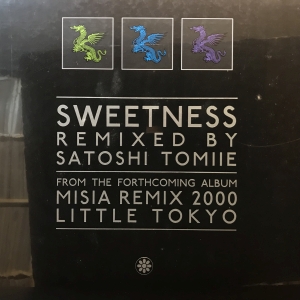 SWEETNESS
REMIXED BY
SATOSHI TOMIIE
FROM THE FORTHCOMING ALBUM
MISIA REMIX 2000
LITTLE TOKYO